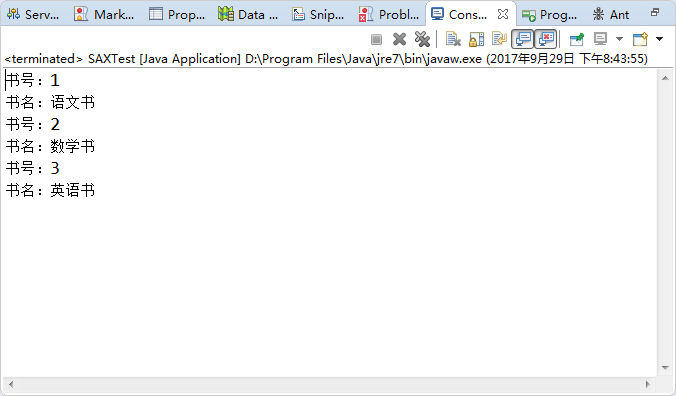 Serv... Mark... Prop... Data ... Snip... Probl... Cons... Prog... Ant
<terminated> SAXTest [Java Application] D:\Program Files\Java\jre7\bin\javaw.exe (2017年9月29日 下午8:43:55)
书号：1
书名：语文书
书号：2
书名：数学书
书号：3
书名：英语书